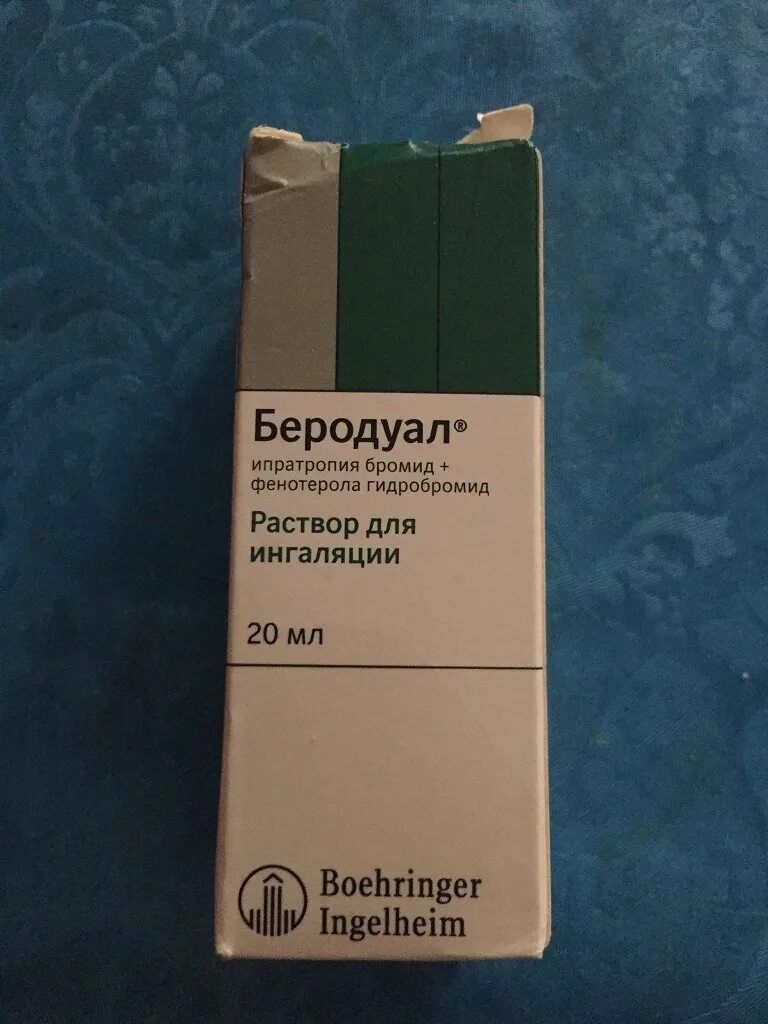 Беродуал®
ипратропия бромид +
фенотерола гидробромид
Раствор для
ингаляции
20 мл
Boehringer
Ingelheim